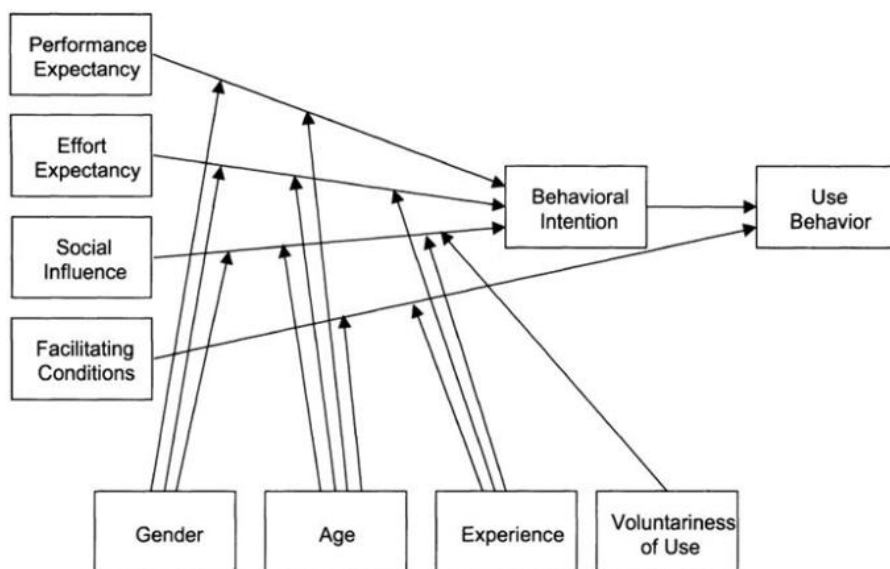 Performance
Expectancy
Effort
Expectancy
Social
Influence
Facilitating
Conditions
Behavioral
Intention
Use
Behavior
Gender
Age
Experience
Voluntariness
of Use